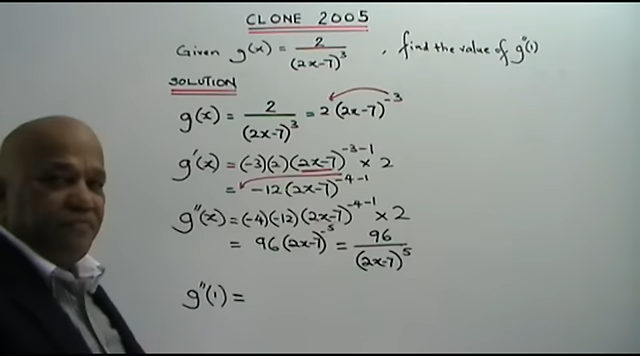 CLONE 2005
Given g(x) = 2/(2x-7)³ , find the value of g"(1)
SOLUTION
g(x) = 2/(2x-7)³ = 2(2x-7)⁻³
g'(x) = (-3)(2)(2x-7)⁻³⁻¹ × 2
= -12(2x-7)⁻⁴⁻¹
g"(x) = (-4)(-12)(2x-7)⁻⁴⁻¹ × 2
= 96(2x-7)⁻⁵ = 96/(2x-7)⁵
g"(1) =